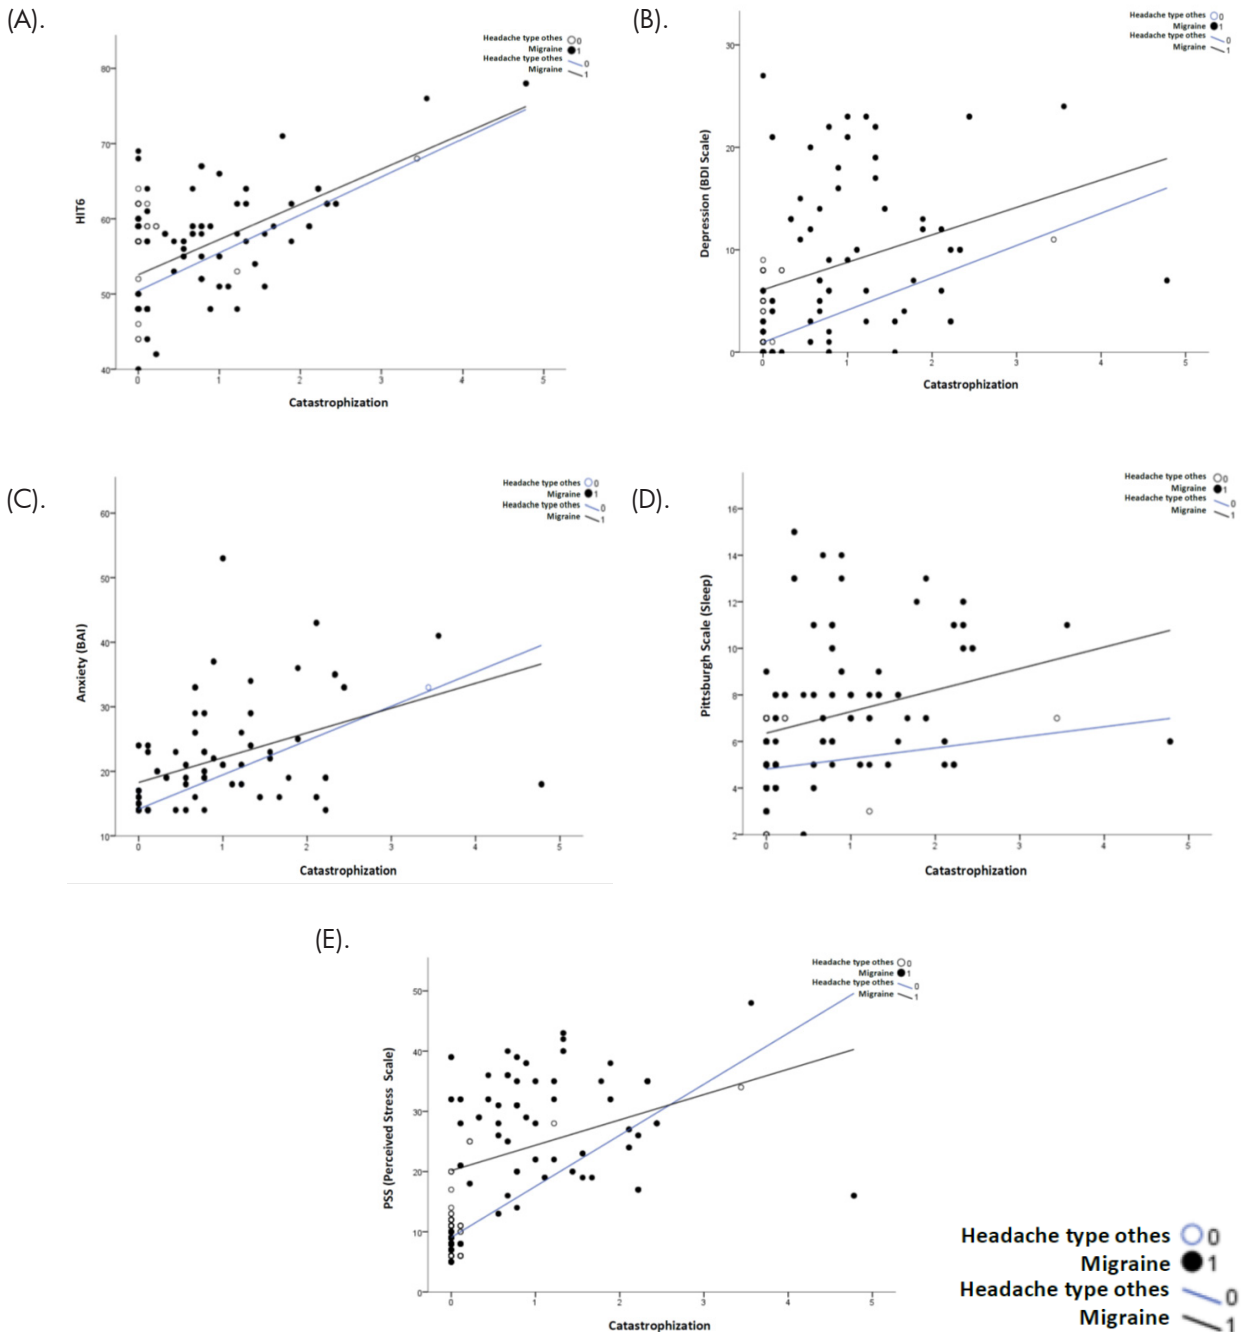 (A).
Headache type othes 0
Migraine 1
Headache type othes 0
Migraine 1
80
70
60
50
40
HIT6
0 1 2 3 4 5
Catastrophization
(B).
Headache type othes 0
Migraine 1
Headache type othes 0
Migraine 1
30
20
10
0
Depression (BDI Scale)
0 1 2 3 4 5
Catastrophization
(C).
Headache type othes 0
Migraine 1
Headache type othes 0
Migraine 1
60
50
40
30
20
10
Anxiety (BAI)
0 1 2 3 4 5
Catastrophization
(D).
Headache type othes 0
Migraine 1
Headache type othes 0
Migraine 1
16
14
12
10
8
6
4
2
Pittsburgh Scale (Sleep)
0 1 2 3 4 5
Catastrophization
(E).
Headache type othes 0
Migraine 1
Headache type othes 0
Migraine 1
50
40
30
20
10
0
PSS (Perceived Stress Scale)
0 1 2 3 4 5
Catastrophization
Headache type othes 0
Migraine 1
Headache type othes 0
Migraine 1